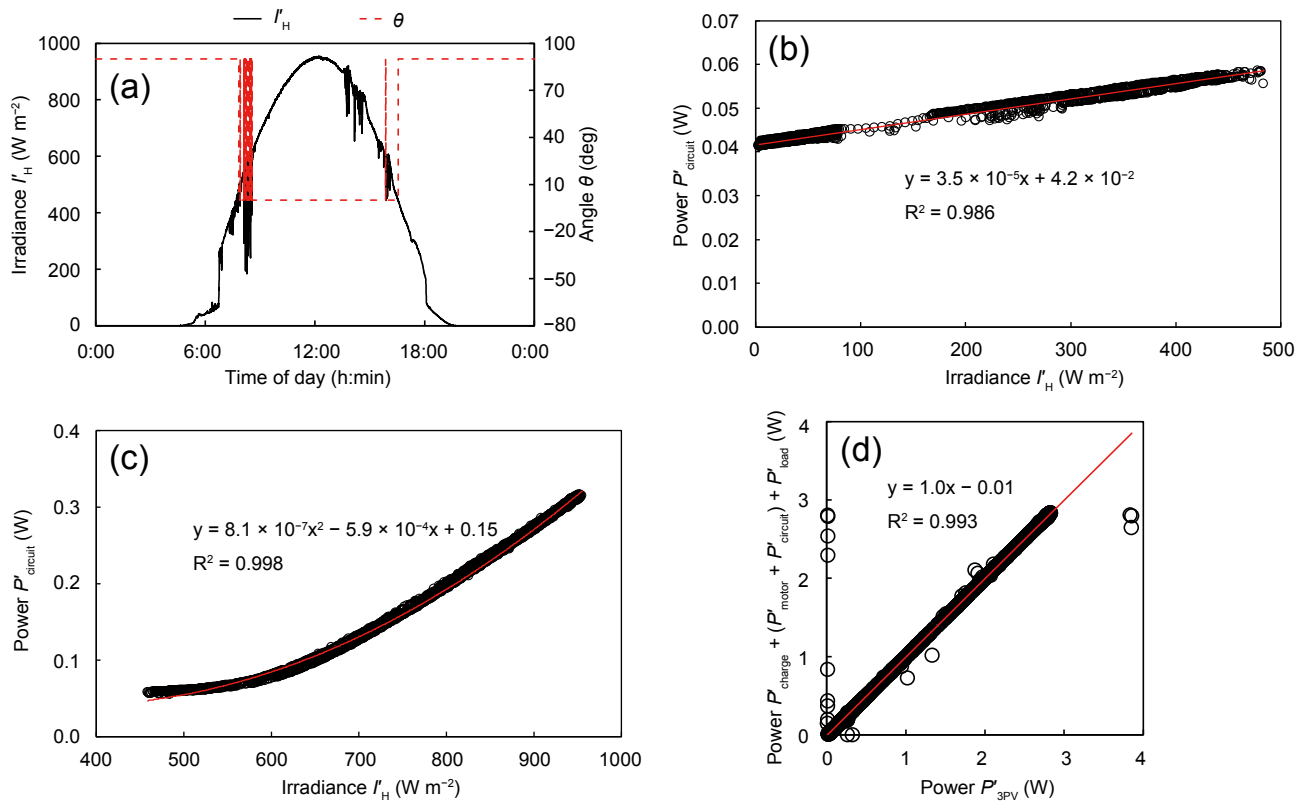 I′H θ
(a)
1000
800
600
400
200
0
Irradiance I′H (W m−2)
100
70
40
10
−20
−50
−80
Angle θ (deg)
0:00 6:00 12:00 18:00 0:00
Time of day (h:min)
(b)
0.07
0.06
0.05
0.04
0.03
0.02
0.01
0.00
Power P′circuit (W)
y = 3.5 × 10−5x + 4.2 × 10−2
R2 = 0.986
0 100 200 300 400 500
Irradiance I′H (W m−2)
(c)
0.4
0.3
0.2
0.1
0.0
Power P′circuit (W)
y = 8.1 × 10−7x2 − 5.9 × 10−4x + 0.15
R2 = 0.998
400 500 600 700 800 900 1000
Irradiance I′H (W m−2)
(d)
4
3
2
1
0
Power P′charge + (P′motor + P′circuit) + P′load (W)
y = 1.0x − 0.01
R2 = 0.993
0 1 2 3 4
Power P′3PV (W)